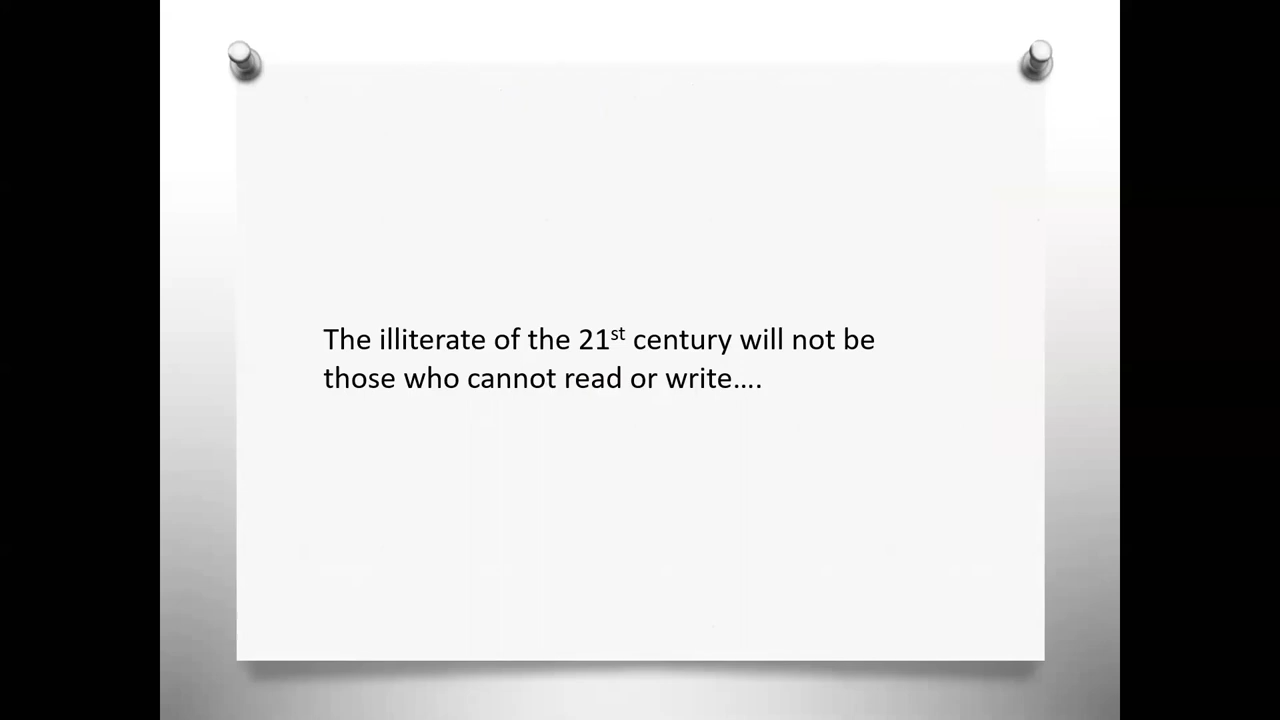 The illiterate of the 21st century will not be
those who cannot read or write....